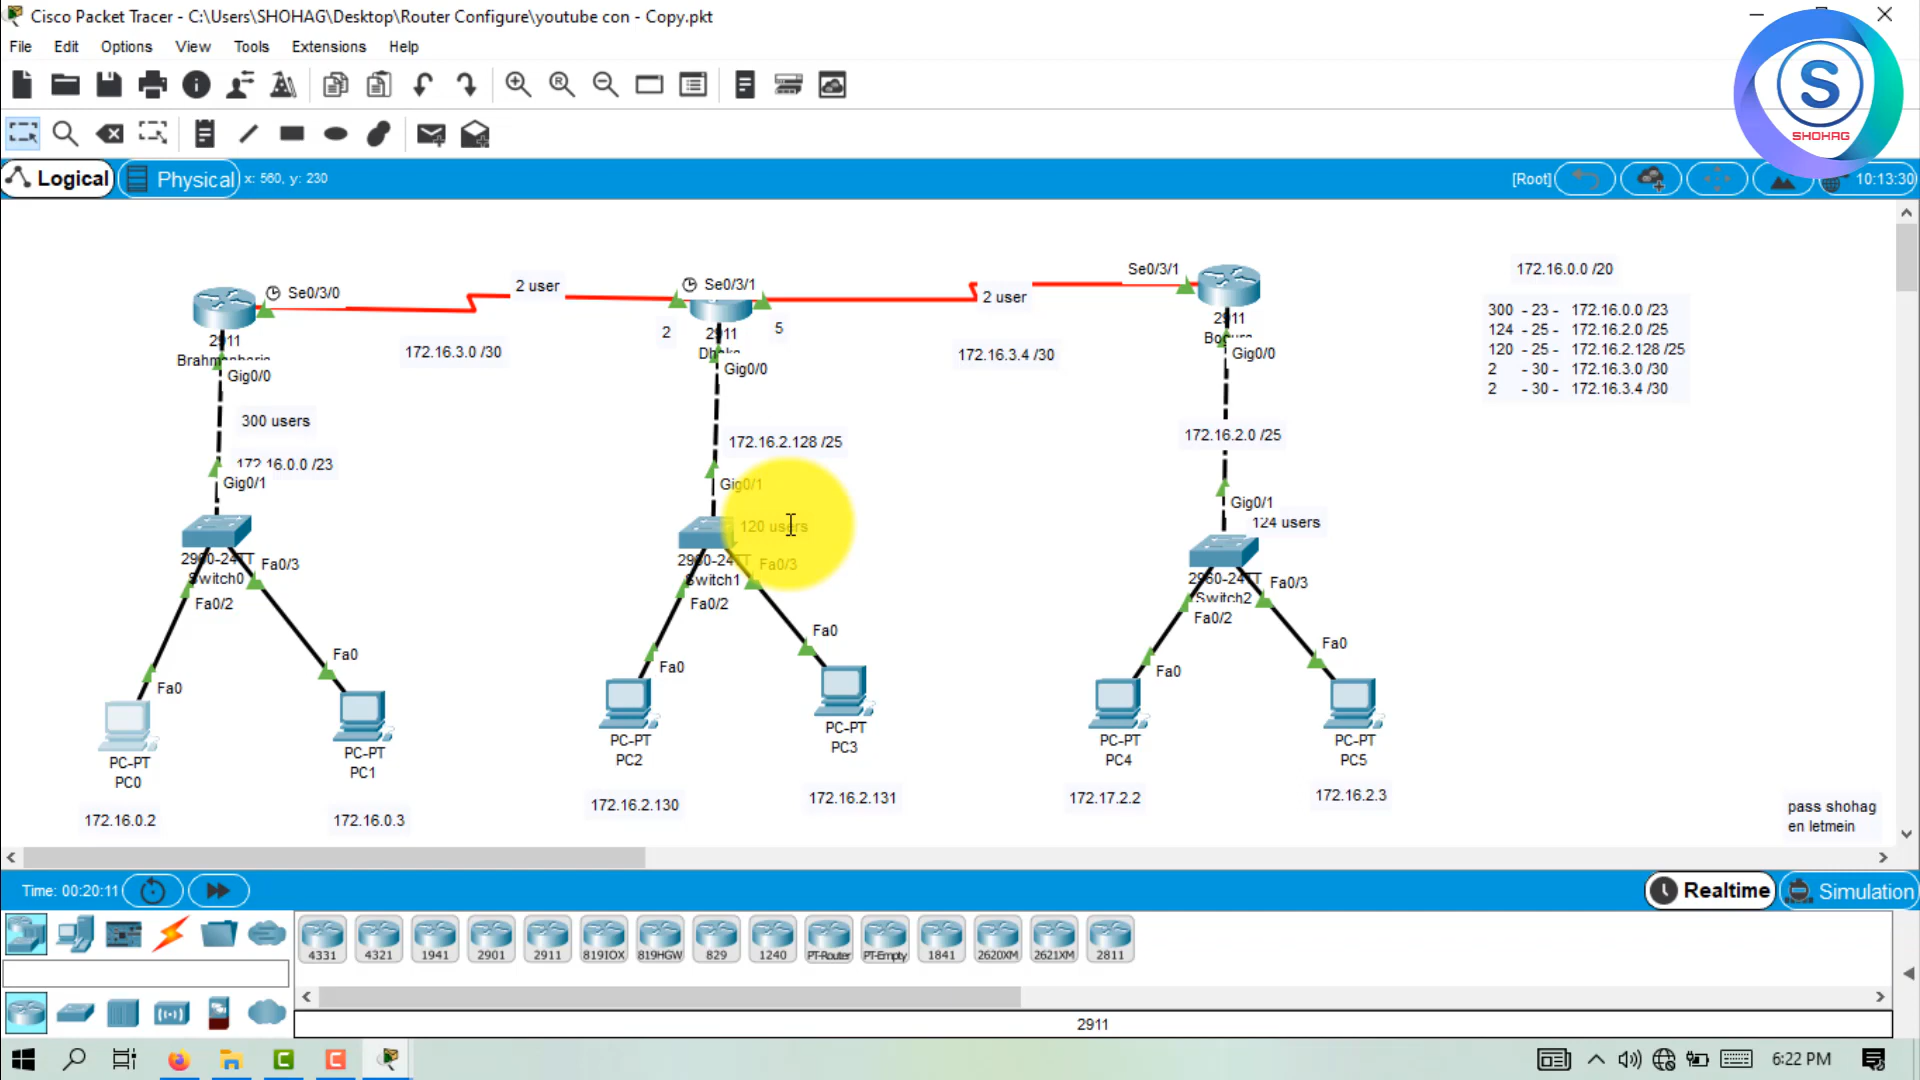 Cisco Packet Tracer - C:\Users\SHOHAG\Desktop\Router Configure\youtube con - Copy.pkt
File Edit Options View Tools Extensions Help
S
SHOHAG
Logical Physical x: 560, y: 230 [Root] 10:13:30
Se0/3/0
2 user
Se0/3/1
2 user
Se0/3/1
172.16.0.0 /20
300 - 23 - 172.16.0.0 /23
124 - 25 - 172.16.2.0 /25
120 - 25 - 172.16.2.128 /25
2 - 30 - 172.16.3.0 /30
2 - 30 - 172.16.3.4 /30
2911
2
2911
5
2911
172.16.3.0 /30
172.16.3.4 /30
Gig0/0
Gig0/0
Gig0/0
300 users
172.16.2.128 /25
172.16.2.0 /25
172.16.0.0 /23
Gig0/1
Gig0/1
Gig0/1
120 users
124 users
2960-24TT
Switch0
Fa0/3
Fa0/2
2960-24TT
Switch1
Fa0/3
Fa0/2
2960-24TT
Switch2
Fa0/3
Fa0/2
Fa0
Fa0
Fa0
Fa0
Fa0
Fa0
PC-PT
PC0
PC-PT
PC1
PC-PT
PC2
PC-PT
PC3
PC-PT
PC4
PC-PT
PC5
172.16.0.2
172.16.0.3
172.16.2.130
172.16.2.131
172.17.2.2
172.16.2.3
pass shohag
en letmein
Time: 00:20:11 Realtime Simulation
4331 4321 1941 2901 2911 819IOX 819HGW 829 1240 PT-Router PT-Empty 1841 2620XM 2621XM 2811
2911
6:22 PM